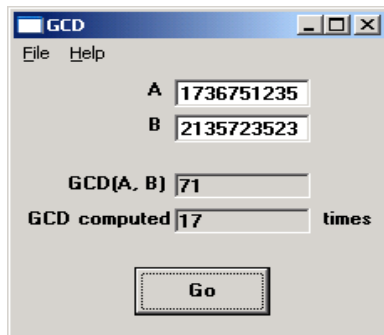 GCD
File Help
A 1736751235
B 2135723523
GCD(A, B) 71
GCD computed 17 times
Go